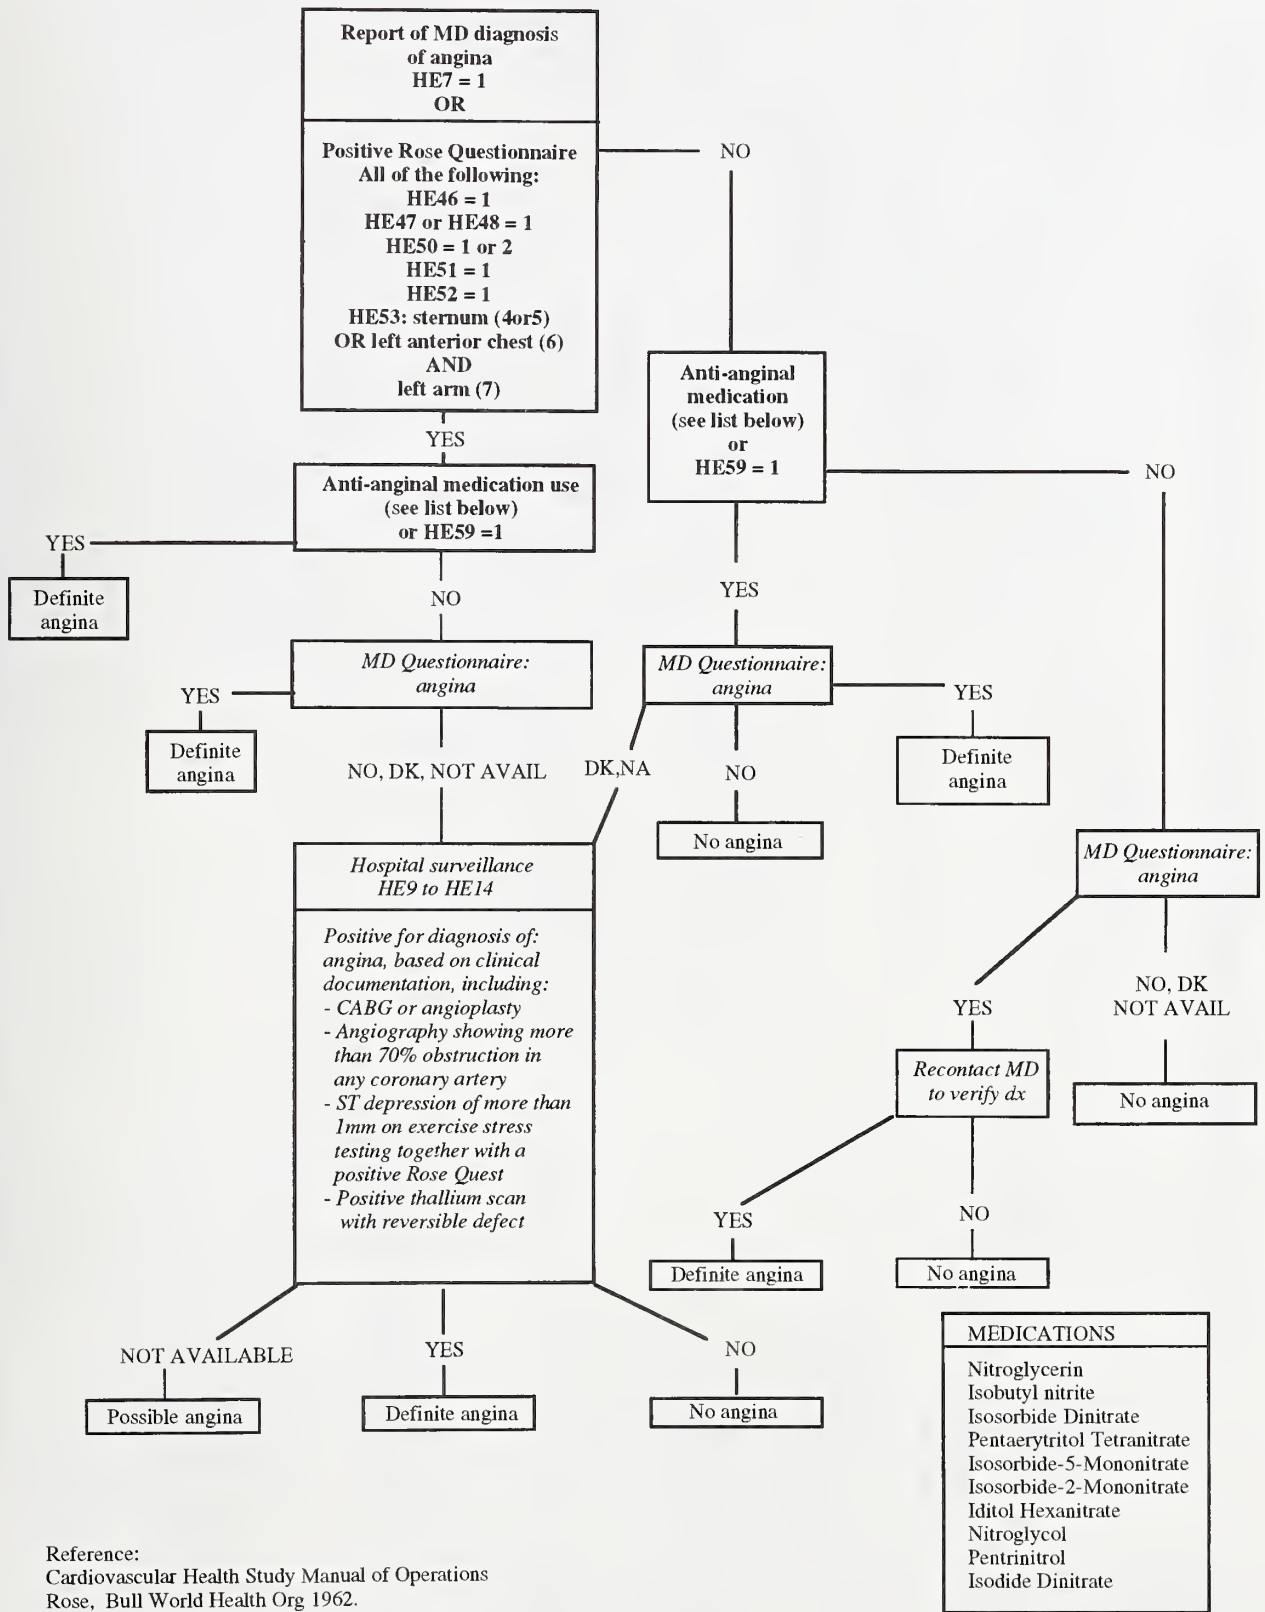 Report of MD diagnosis
of angina
HE7 = 1
OR
Positive Rose Questionnaire
All of the following:
HE46 = 1
HE47 or HE48 = 1
HE50 = 1 or 2
HE51 = 1
HE52 = 1
HE53: sternum (4or5)
OR left anterior chest (6)
AND
left arm (7)
NO
Anti-anginal
medication
(see list below)
or
HE59 = 1
YES
NO
Anti-anginal medication use
(see list below)
or HE59 =1
YES
Definite
angina
NO
YES
MD Questionnaire:
angina
MD Questionnaire:
angina
YES
YES
Definite
angina
NO, DK, NOT AVAIL
DK,NA
NO
Definite
angina
No angina
MD Questionnaire:
angina
Hospital surveillance
HE9 to HE14
Positive for diagnosis of:
angina, based on clinical
documentation, including:
- CABG or angioplasty
- Angiography showing more
than 70% obstruction in
any coronary artery
- ST depression of more than
1mm on exercise stress
testing together with a
positive Rose Quest
- Positive thallium scan
with reversible defect
YES
NO, DK
NOT AVAIL
Recontact MD
to verify dx
No angina
YES
NO
Definite angina
No angina
NOT AVAILABLE
YES
NO
Possible angina
Definite angina
No angina
MEDICATIONS
Nitroglycerin
Isobutyl nitrite
Isosorbide Dinitrate
Pentaerytritol Tetranitrate
Isosorbide-5-Mononitrate
Isosorbide-2-Mononitrate
Iditol Hexanitrate
Nitroglycol
Pentrinitrol
Isodide Dinitrate
Reference:
Cardiovascular Health Study Manual of Operations
Rose, Bull World Health Org 1962.